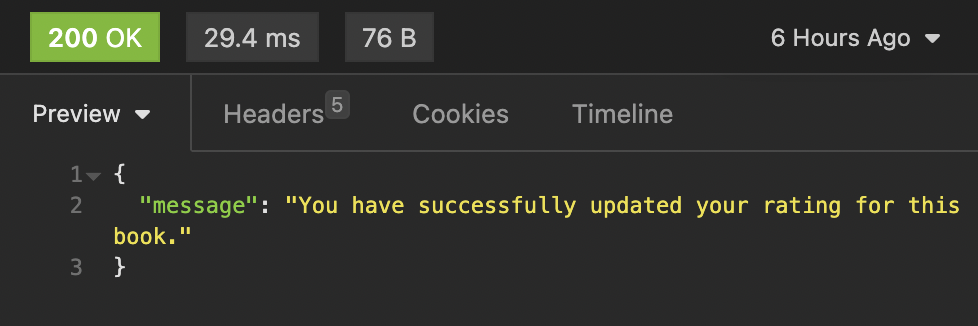 200 OK 29.4 ms 76 B 6 Hours Ago
Preview Headers 5 Cookies Timeline
1 {
2 "message": "You have successfully updated your rating for this
book."
3 }